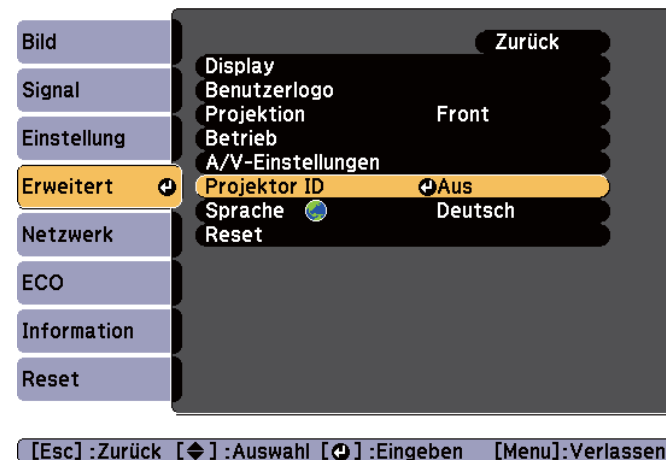 Bild
Signal
Einstellung
Erweitert
Netzwerk
ECO
Information
Reset
Zurück
Display
Benutzerlogo
Projektion Front
Betrieb
A/V-Einstellungen
Projektor ID Aus
Sprache Deutsch
Reset
[Esc] :Zurück [◆] :Auswahl [⏎] :Eingeben [Menu]:Verlassen